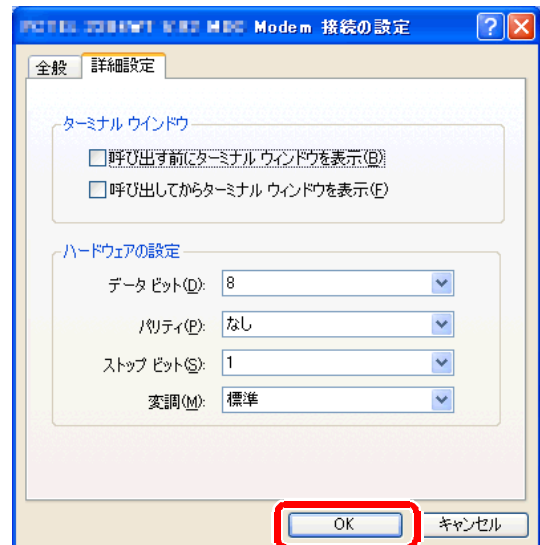 Modem 接続の設定
全般 詳細設定
ターミナル ウインドウ
呼び出す前にターミナル ウィンドウを表示(B)
呼び出してからターミナル ウィンドウを表示(F)
ハードウェアの設定
データ ビット(D): 8
パリティ(P): なし
ストップ ビット(S): 1
変調(M): 標準
OK キャンセル